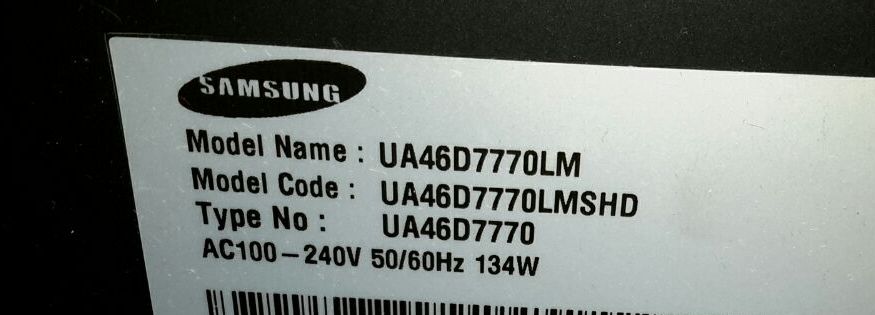 SAMSUNG
Model Name : UA46D7770LM
Model Code : UA46D7770LMSHD
Type No : UA46D7770
AC100-240V 50/60Hz 134W